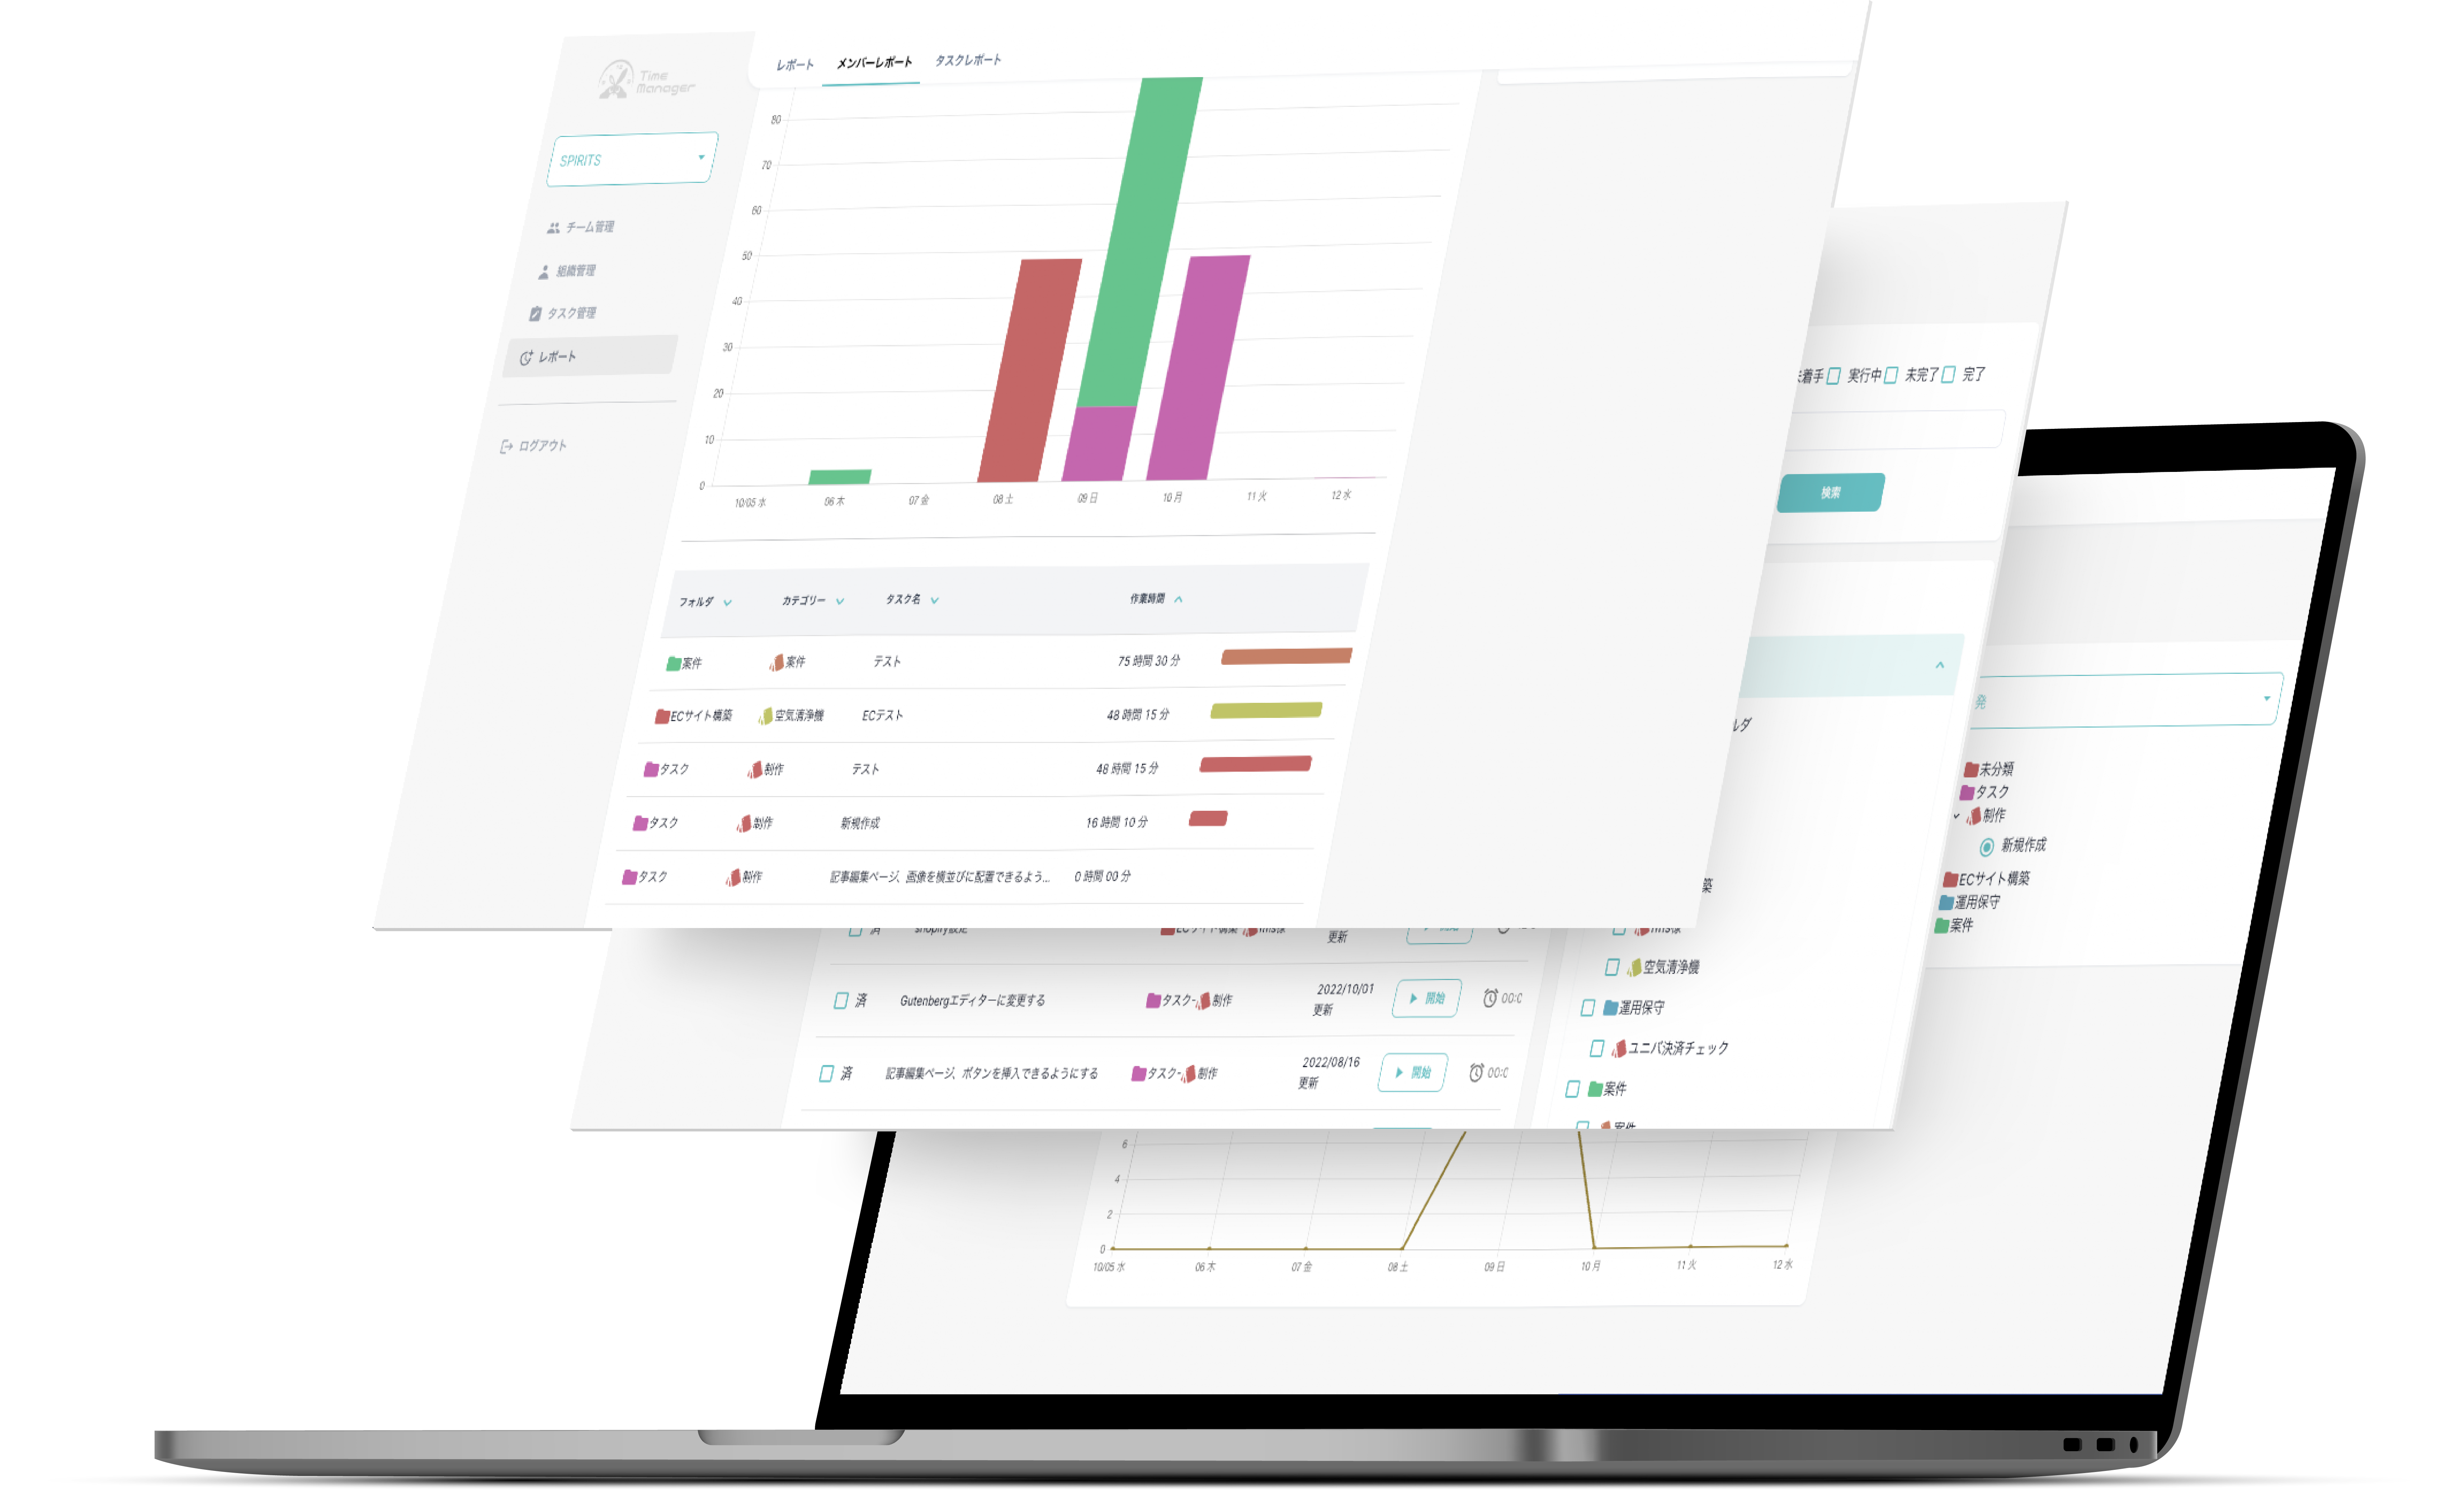 Time
Manager
レポート メンバーレポート タスクレポート
SPIRITS
チーム管理
組織管理
タスク管理
レポート
ログアウト
80
70
60
50
40
30
20
10
0
10/05 水 06 木 07 金 08 土 09 日 10 月 11 火 12 水
フォルダ カテゴリー タスク名 作業時間
案件 案件 テスト 75 時間 30 分
ECサイト構築 空気清浄機 ECテスト 48 時間 15 分
タスク 制作 テスト 48 時間 15 分
タスク 制作 新規作成 16 時間 10 分
タスク 制作 記事編集ページ、画像を横並びに配置できるよう... 0 時間 00 分
着手 実行中 未完了 完了
検索
ルダ
築
更新
済 Gutenbergエディターに変更する タスク- 制作 2022/10/01 更新 開始 00:0
済 記事編集ページ、ボタンを挿入できるようにする タスク- 制作 2022/08/16 更新 開始 00:0
空気清浄機
運用保守
ユニバ決済チェック
案件
案件
発
未分類
タスク
制作
新規作成
ECサイト構築
運用保守
案件
6
4
2
0
10/05 水 06 木 07 金 08 土 09 日 10 月 11 火 12 水